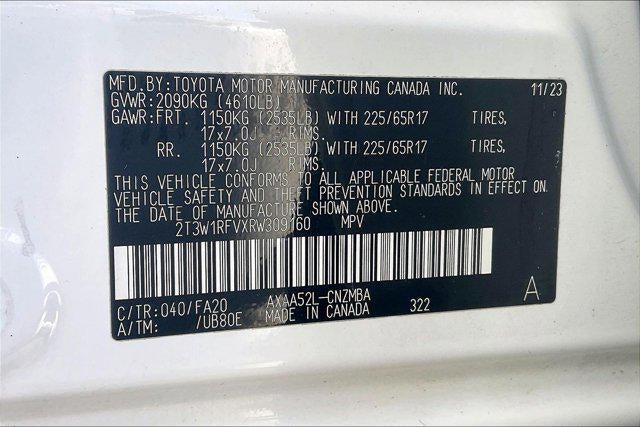 MFD.BY: TOYOTA MOTOR MANUFACTURING CANADA INC. 11/23
GVWR: 2090KG (4610LB)
GAWR: FRT. 1150KG (2535LB) WITH 225/65R17 TIRES,
17x7.0J RIMS.
RR. 1150KG (2535LB) WITH 225/65R17 TIRES,
17x7.0J RIMS.
THIS VEHICLE CONFORMS TO ALL APPLICABLE FEDERAL MOTOR
VEHICLE SAFETY AND THEFT PREVENTION STANDARDS IN EFFECT ON
THE DATE OF MANUFACTURE SHOWN ABOVE.
2T3W1RFVXRW309160 MPV
C/TR: 040/FA20 AXAA52L-CNZMBA 322 A
A/TM: /UB80E MADE IN CANADA